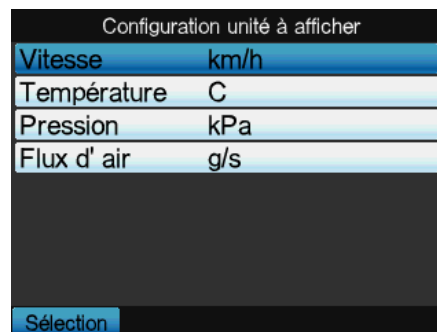 Configuration unité à afficher
Vitesse km/h
Température C
Pression kPa
Flux d' air g/s
Sélection